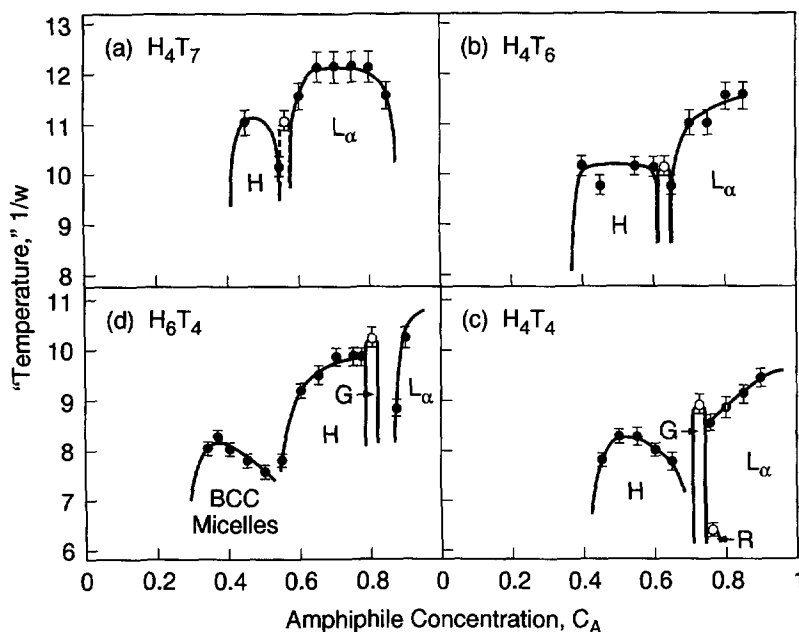 (a) H₄T₇
(b) H₄T₆
13
12
11
10
9
8
H
Lα
H
Lα
"Temperature," 1/w
(d) H₆T₄
(c) H₄T₄
11
10
9
8
7
6
BCC
Micelles
H
G
Lα
H
G
Lα
R
0 0.2 0.4 0.6 0.8 0 0.2 0.4 0.6 0.8 1
Amphiphile Concentration, C_A